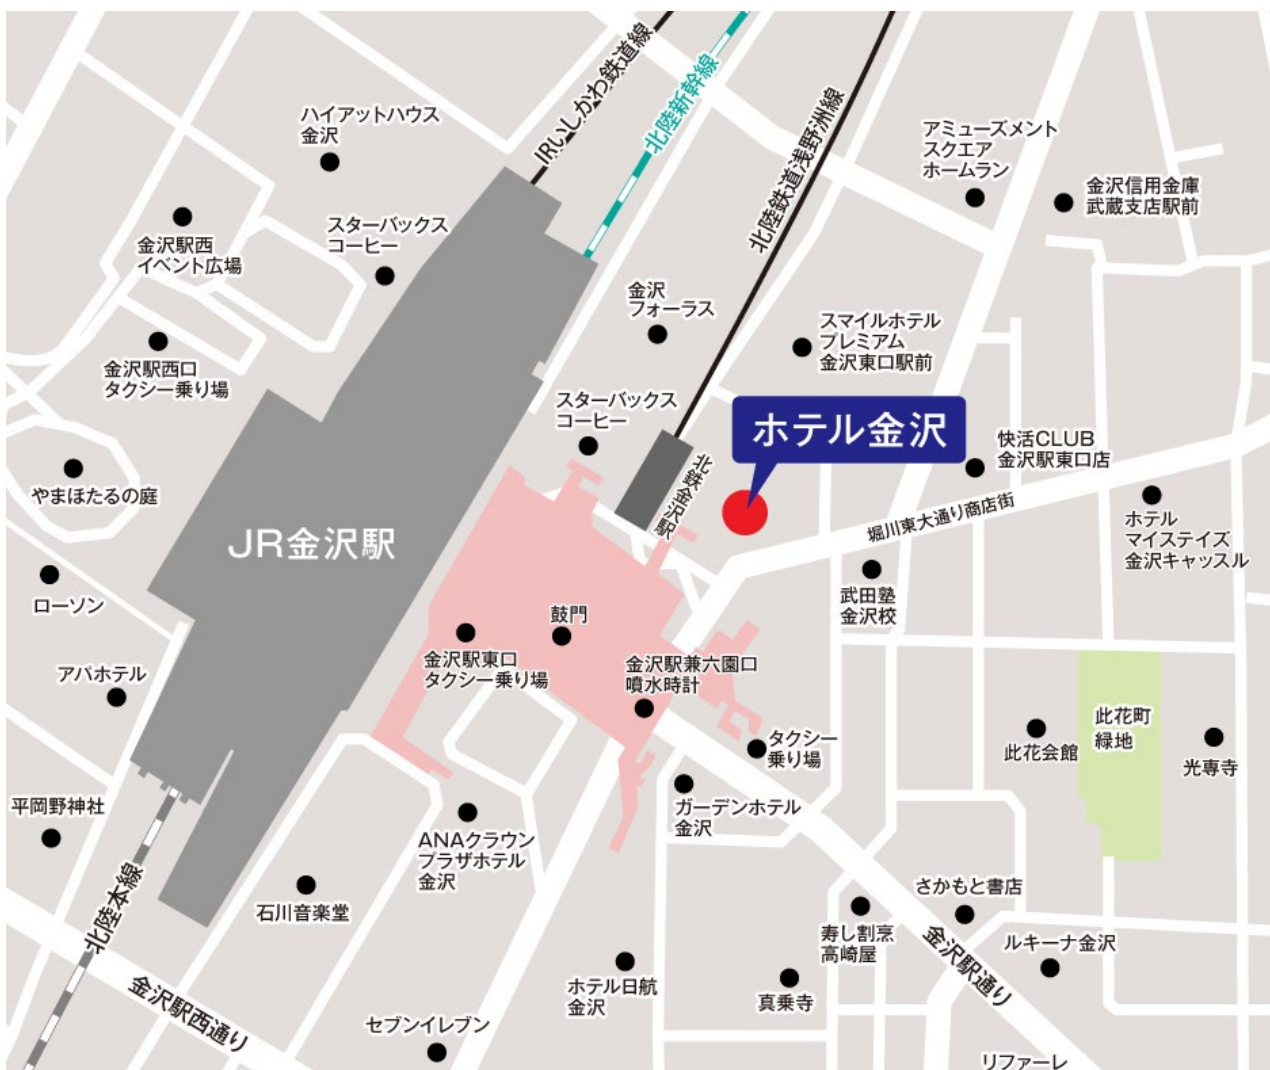 IRいしかわ鉄道線
北陸新幹線
北陸鉄道浅野洲線
ハイアットハウス
金沢
アミューズメント
スクエア
ホームラン
金沢信用金庫
武蔵支店駅前
金沢駅西
イベント広場
スターバックス
コーヒー
金沢
フォーラス
スマイルホテル
プレミアム
金沢東口駅前
金沢駅西口
タクシー乗り場
スターバックス
コーヒー
ホテル金沢
快活CLUB
金沢駅東口店
やまほたるの庭
北鉄金沢駅
堀川東大通り商店街
ホテル
マイステイズ
金沢キャッスル
JR金沢駅
ローソン
武田塾
金沢校
鼓門
金沢駅東口
タクシー乗り場
金沢駅兼六園口
噴水時計
アパホテル
タクシー
乗り場
此花会館
此花町
緑地
光専寺
平岡野神社
ANAクラウン
プラザホテル
金沢
ガーデンホテル
金沢
北陸本線
石川音楽堂
さかもと書店
寿し割烹
高崎屋
金沢駅通り
ルキーナ金沢
金沢駅西通り
ホテル日航
金沢
真乗寺
セブンイレブン
リファーレ